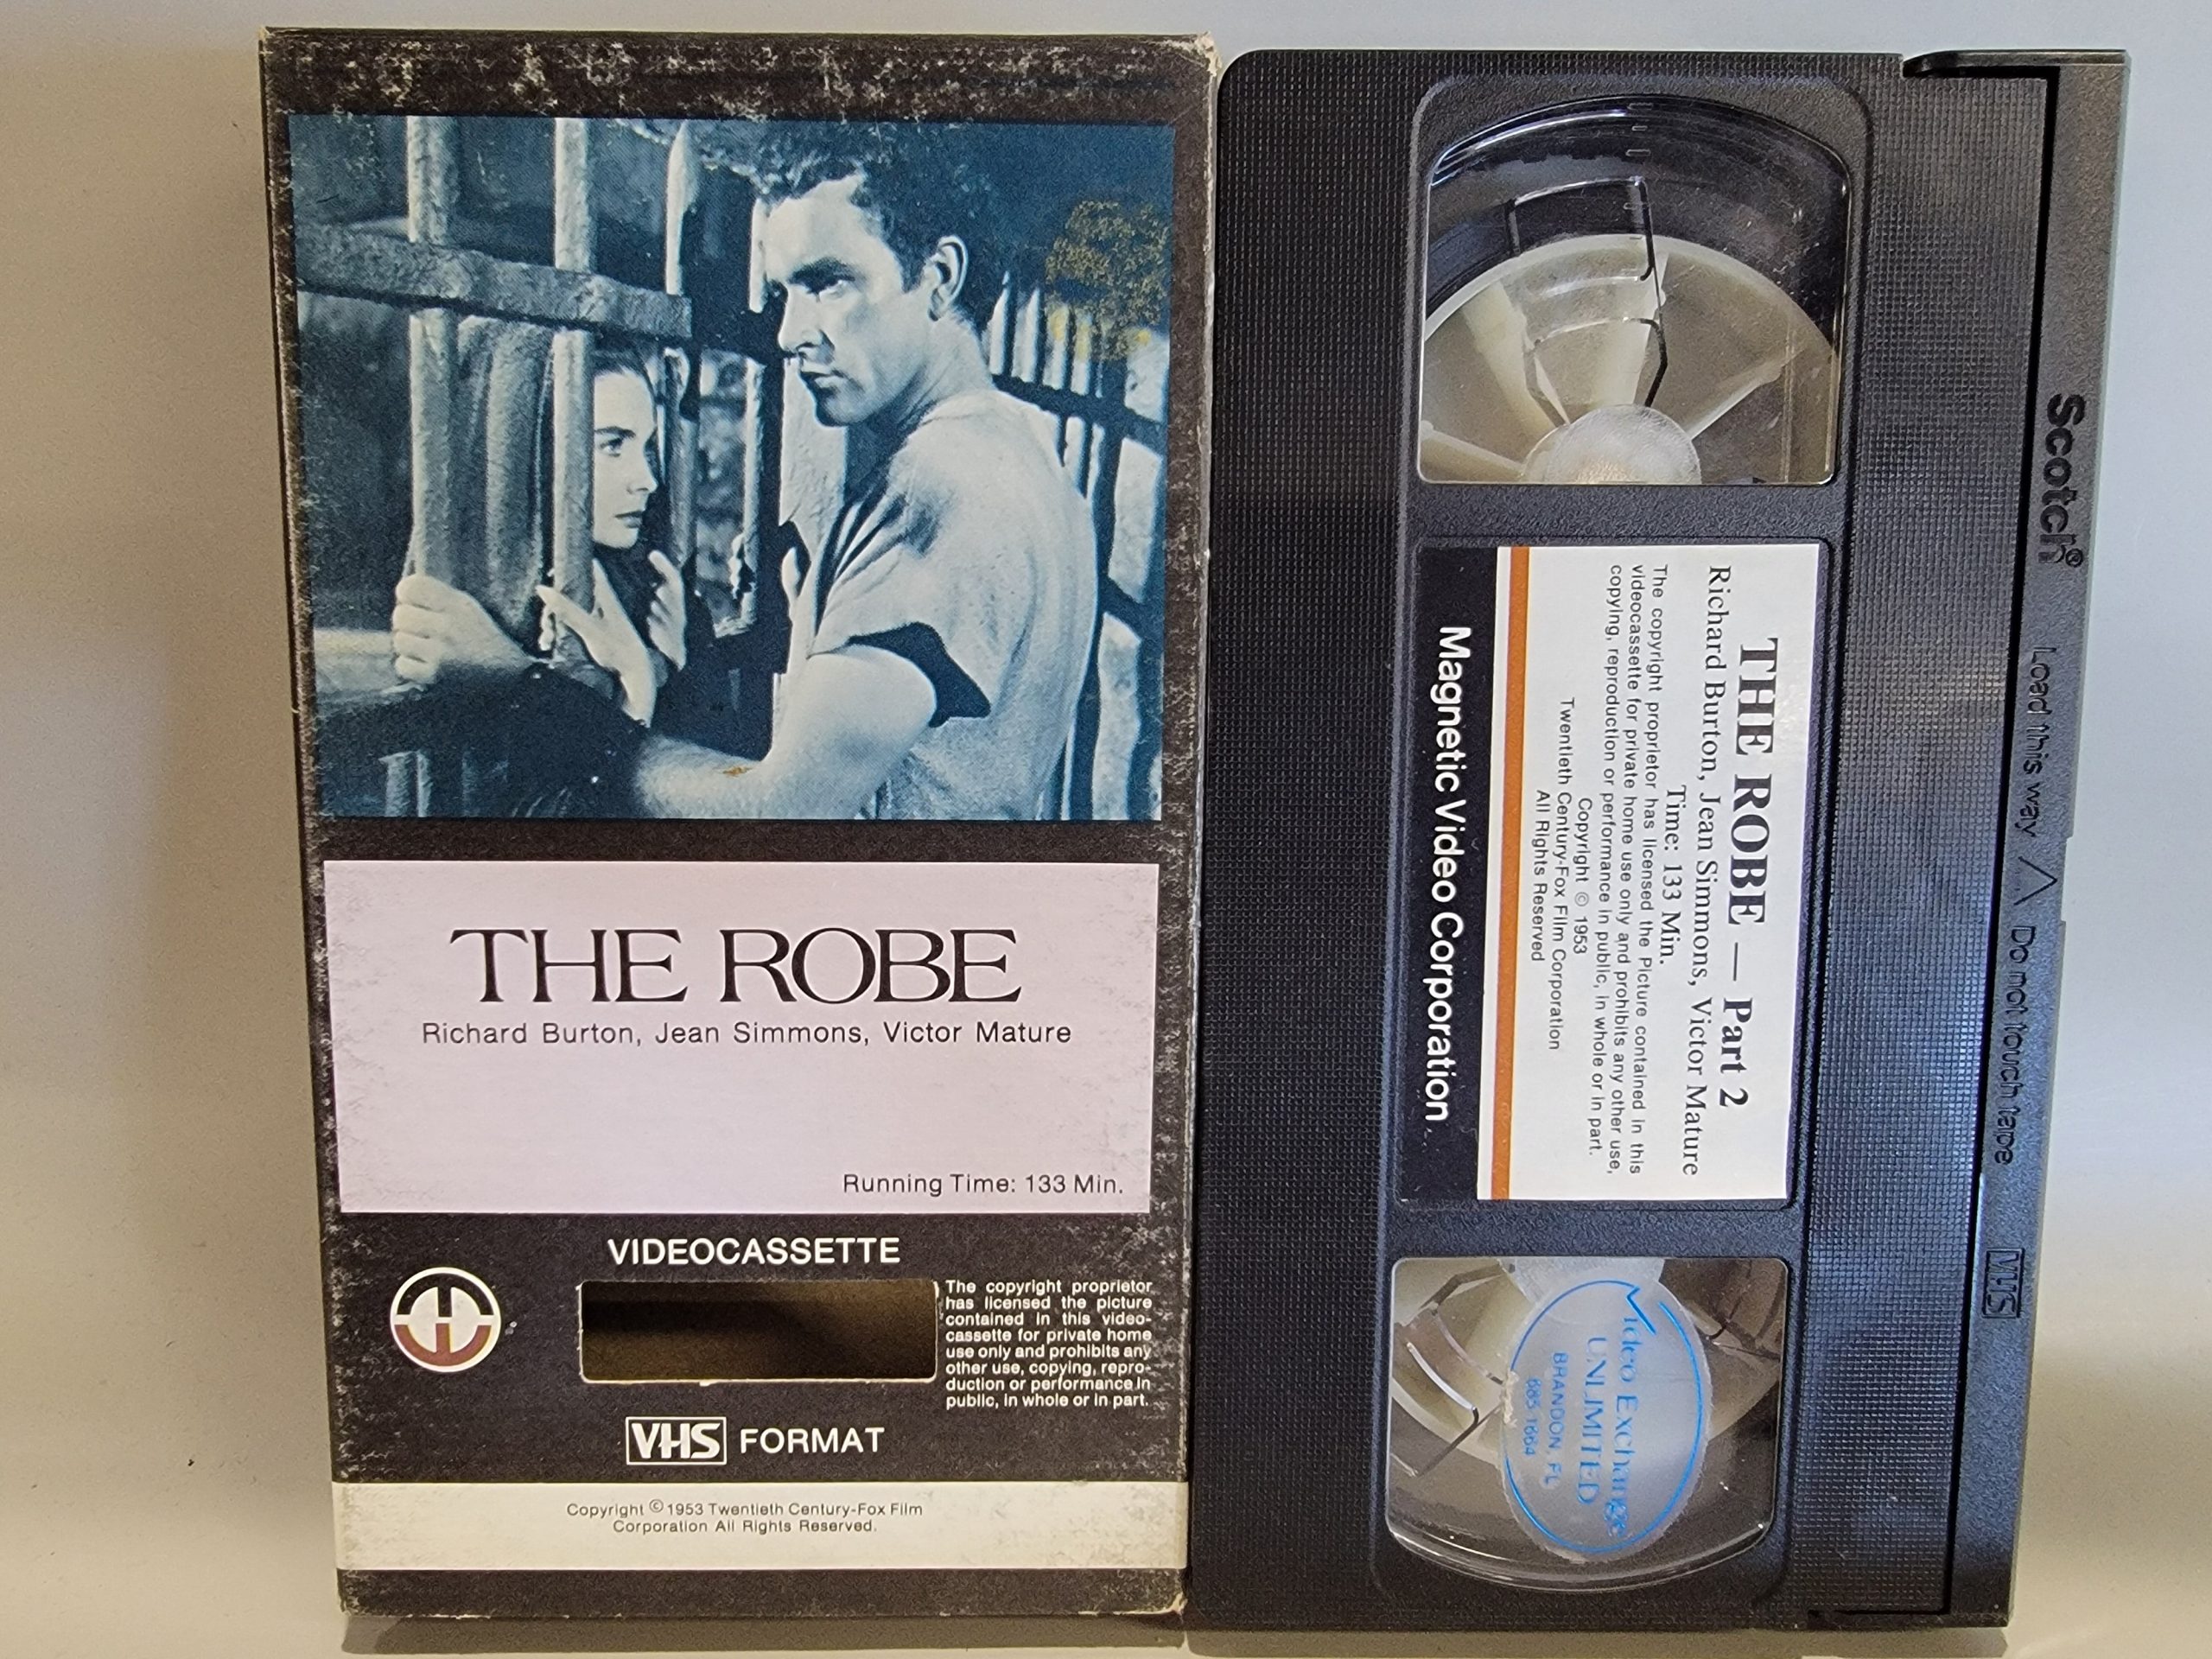 THE ROBE
Richard Burton, Jean Simmons, Victor Mature
Running Time: 133 Min.
VIDEOCASSETTE
The copyright proprietor
has licensed the picture
contained in this video-
cassette for private home
use only and prohibits any
other use, copying, repro-
duction or performance in
public, in whole or in part.
VHS FORMAT
Copyright © 1953 Twentieth Century-Fox Film
Corporation All Rights Reserved.
THE ROBE — Part 2
Richard Burton, Jean Simmons, Victor Mature
Time: 133 Min.
The copyright proprietor has licensed the Picture contained in this
videocassette for private home use only and prohibits any other use,
copying, reproduction or performance in public, in whole or in part.
Copyright © 1953
Twentieth Century-Fox Film Corporation
All Rights Reserved
Magnetic Video Corporation
Video Exchange
UNLIMITED
BRANDON, FL
685-1664
Scotch®
Load this way △ Do not touch tape VHS